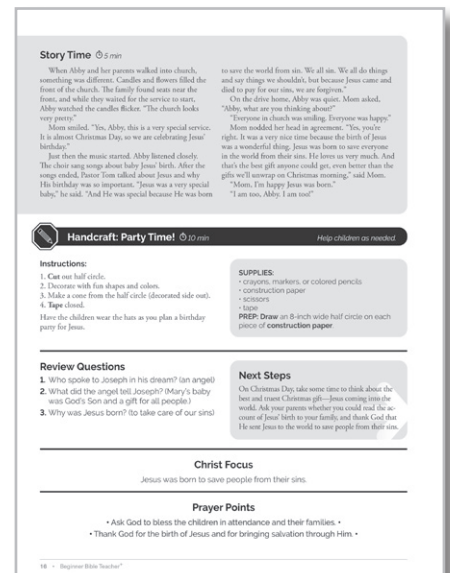 Story Time 5 min
When Abby and her parents walked into church,
something was different. Candles and flowers filled the
front of the church. The family found seats near the
front, and while they waited for the service to start,
Abby watched the candles flicker. "The church looks
very pretty."
Mom smiled. "Yes, Abby, this is a very special service.
It is almost Christmas Day, so we are celebrating Jesus'
birthday."
Just then the music started. Abby listened closely.
The choir sang songs about baby Jesus' birth. After the
songs ended, Pastor Tom talked about Jesus and why
His birthday was so important. "Jesus was a very special
baby," he said. "And He was special because He was born
to save the world from sin. We all sin. We all do things
and say things we shouldn't, but because Jesus came and
died to pay for our sins, we are forgiven."
On the drive home, Abby was quiet. Mom asked,
"Abby, what are you thinking about?"
"Everyone in church was smiling. Everyone was happy."
Mom nodded her head in agreement. "Yes, you're
right. It was a very nice time because the birth of Jesus
was a wonderful thing. Jesus was born to save everyone
in the world from their sins. He loves us very much. And
that's the best gift anyone could get, even better than the
gifts we'll unwrap on Christmas morning," said Mom.
"Mom, I'm happy Jesus was born."
"I am too, Abby. I am too!"
Handcraft: Party Time! 10 min
Help children as needed
Instructions:
1. Cut out half circle.
2. Decorate with fun shapes and colors.
3. Make a cone from the half circle (decorated side out).
4. Tape closed.
Have the children wear the hats as you plan a birthday
party for Jesus.
SUPPLIES:
• crayons, markers, or colored pencils
• construction paper
• scissors
• tape
PREP: Draw an 8-inch wide half circle on each
piece of construction paper.
Review Questions
1. Who spoke to Joseph in his dream? (an angel)
2. What did the angel tell Joseph? (Mary's baby
was God's Son and a gift for all people.)
3. Why was Jesus born? (to take care of our sins)
Next Steps
On Christmas Day, take some time to think about the
best and truest Christmas gift—Jesus coming into the
world. Ask your parents whether you could read the ac-
count of Jesus' birth to your family, and thank God that
He sent Jesus to the world to save people from their sins.
Christ Focus
Jesus was born to save people from their sins.
Prayer Points
• Ask God to bless the children in attendance and their families. •
• Thank God for the birth of Jesus and for bringing salvation through Him. •
18 • Beginner Bible Teacher™